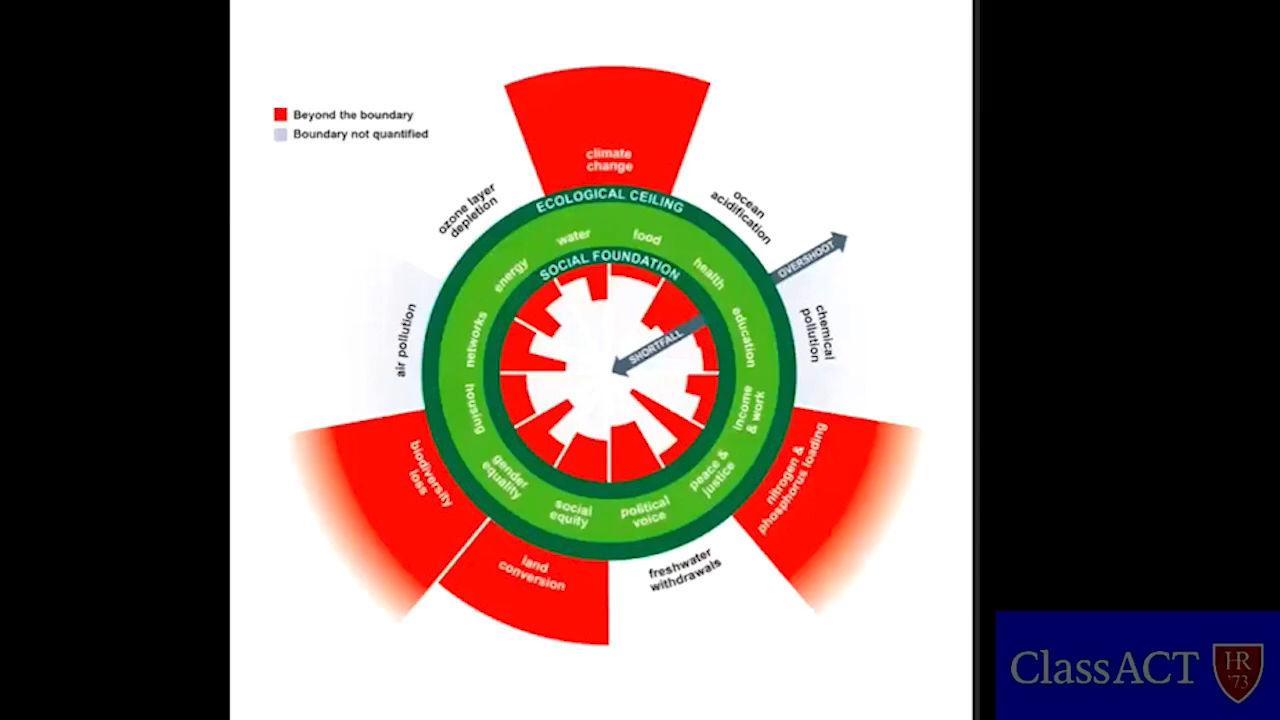 Beyond the boundary
Boundary not quantified
climate
change
ozone layer
depletion
ocean
acidification
ECOLOGICAL CEILING
water
food
OVERSHOOT
energy
SOCIAL FOUNDATION
health
air pollution
networks
SHORTFALL
education
chemical
pollution
housing
income
& work
biodiversity
loss
gender
equality
peace &
justice
nitrogen &
phosphorus loading
social
equity
political
voice
land
conversion
freshwater
withdrawals
ClassACT
HR
'73